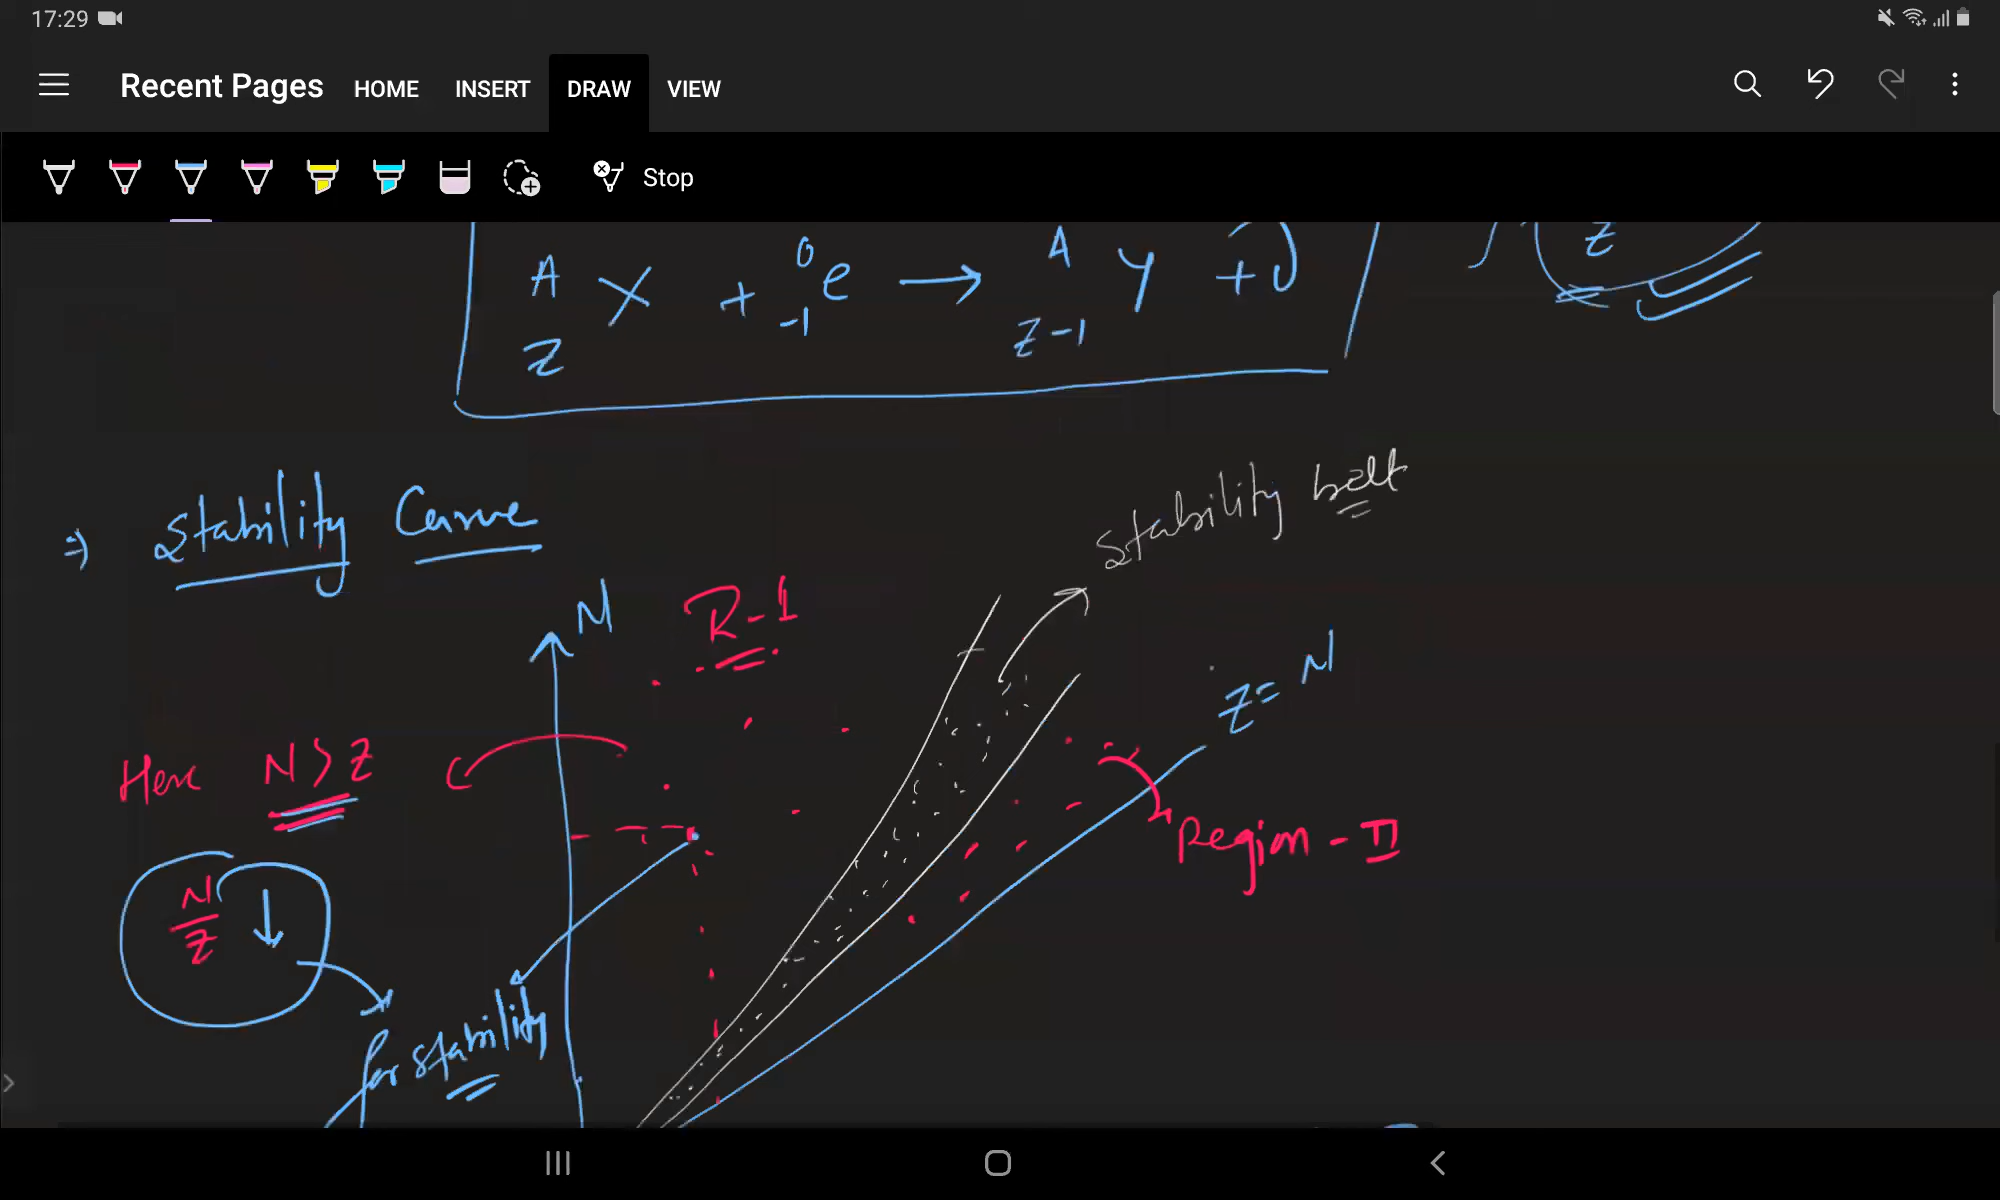 17:29
Recent Pages HOME INSERT DRAW VIEW
Stop
A X + 0 e → A Y + ν
Z -1 Z-1
Z
⇒ Stability Curve
Stability belt
N
R-1
Z = N
Here N > Z
Region - II
N/Z ↓
for stability